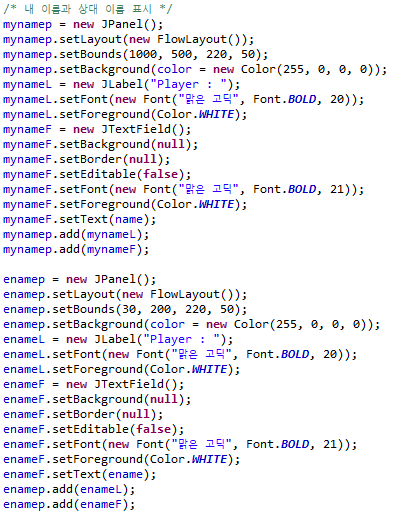 /* 내 이름과 상대 이름 표시 */
mynamep = new JPanel();
mynamep.setLayout(new FlowLayout());
mynamep.setBounds(1000, 500, 220, 50);
mynamep.setBackground(color = new Color(255, 0, 0, 0));
mynameL = new JLabel("Player : ");
mynameL.setFont(new Font("맑은 고딕", Font.BOLD, 20));
mynameL.setForeground(Color.WHITE);
mynameF = new JTextField();
mynameF.setBackground(null);
mynameF.setBorder(null);
mynameF.setEditable(false);
mynameF.setFont(new Font("맑은 고딕", Font.BOLD, 21));
mynameF.setForeground(Color.WHITE);
mynameF.setText(name);
mynamep.add(mynameL);
mynamep.add(mynameF);

enamep = new JPanel();
enamep.setLayout(new FlowLayout());
enamep.setBounds(30, 200, 220, 50);
enamep.setBackground(color = new Color(255, 0, 0, 0));
enameL = new JLabel("Player : ");
enameL.setFont(new Font("맑은 고딕", Font.BOLD, 20));
enameL.setForeground(Color.WHITE);
enameF = new JTextField();
enameF.setBackground(null);
enameF.setBorder(null);
enameF.setEditable(false);
enameF.setFont(new Font("맑은 고딕", Font.BOLD, 21));
enameF.setForeground(Color.WHITE);
enameF.setText(ename);
enamep.add(enameL);
enamep.add(enameF);